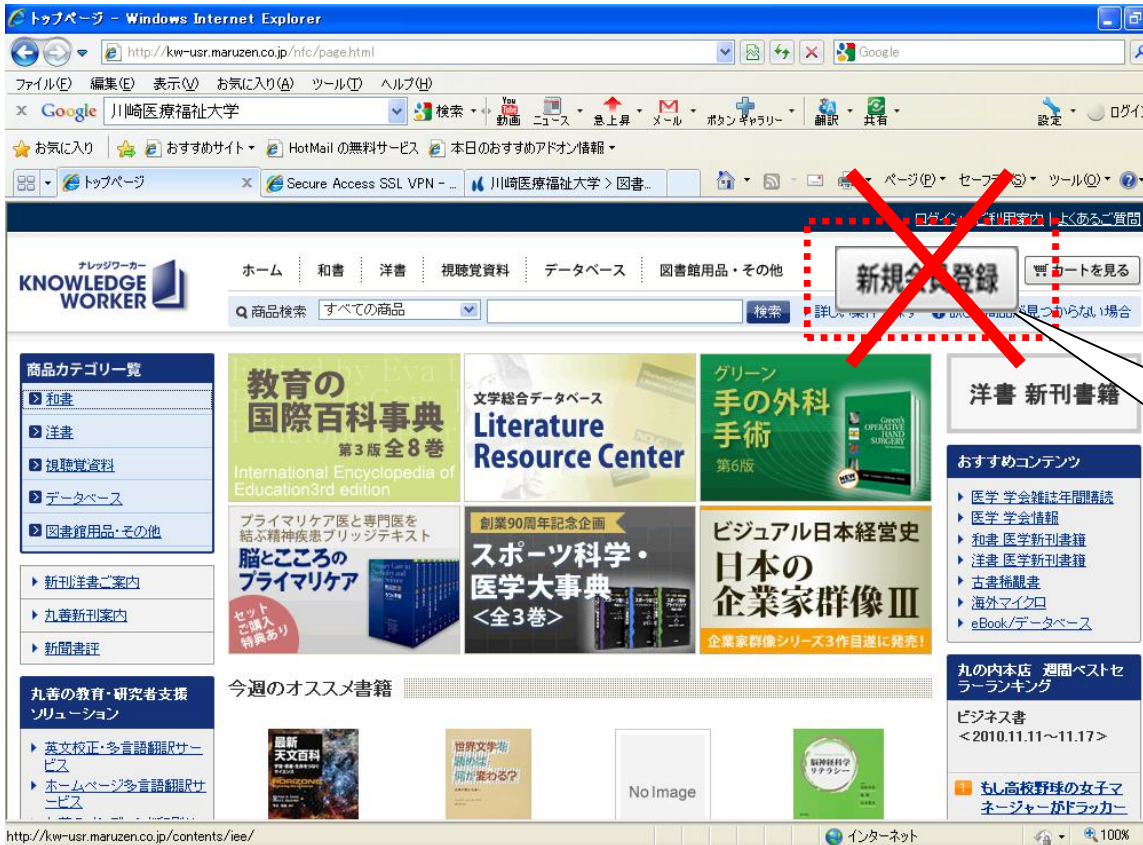 トップページ - Windows Internet Explorer
http://kw-usr.maruzen.co.jp/nfc/page.html
Google
ファイル(F) 編集(E) 表示(V) お気に入り(A) ツール(T) ヘルプ(H)
x Google 川崎医療福祉大学 検索 You 動画 ニュース 急上昇 メール ボタン ギャラリー 翻訳 共有 設定
お気に入り おすすめサイト HotMail の無料サービス 本日のおすすめアドオン情報
トップページ x Secure Access SSL VPN - ... 川崎医療福祉大学 > 図書... ページ(P) ツール(O)
ご利用案内 | よくあるご質問
ナレッジワーカー
KNOWLEDGE
WORKER
ホーム 和書 洋書 視聴覚資料 データベース 図書館用品・その他 新規会員登録 カートを見る
商品検索 すべての商品 検索
見つからない場合
商品カテゴリ一覧
和書
洋書
視聴覚資料
データベース
図書館用品・その他
新刊洋書ご案内
丸善新刊案内
新聞書評
丸善の教育・研究者支援
ソリューション
英文校正・多言語翻訳サー
ビス
ホームページ多言語翻訳サ
ービス
教育の
国際百科事典
第3版 全8巻
International Encyclopedia of
Education3rd edition
文学総合データベース
Literature
Resource Center
グリーン
手の外科
手術
第6版
Green's
OPERATIVE
HAND
SURGERY
NEW
プライマリケア医と専門医を
結ぶ精神疾患ブリッジテキスト
脳とこころの
プライマリケア
セット
ご購入
特典あり
創業90周年記念企画
スポーツ科学・
医学大事典
<全3巻>
ビジュアル日本経営史
日本の
企業家群像Ⅲ
企業家群像シリーズ3作目遂に発売!
今週のオススメ書籍
最新
天文百科
HORIZONS
世界文学を
読めば
何が変わる?
No Image
脳神経科学
リテラシー
洋書 新刊書籍
おすすめコンテンツ
医学 学会雑誌年間購読
医学 学会情報
和書 医学新刊書籍
洋書 医学新刊書籍
古書稀覯書
海外マイクロ
eBook/データベース
丸の内本店 週間ベストセ
ラーランキング
ビジネス書
<2010.11.11～11.17>
1 もし高校野球の女子マ
ネージャーがドラッカー
http://kw-usr.maruzen.co.jp/contents/iee/
インターネット
100%